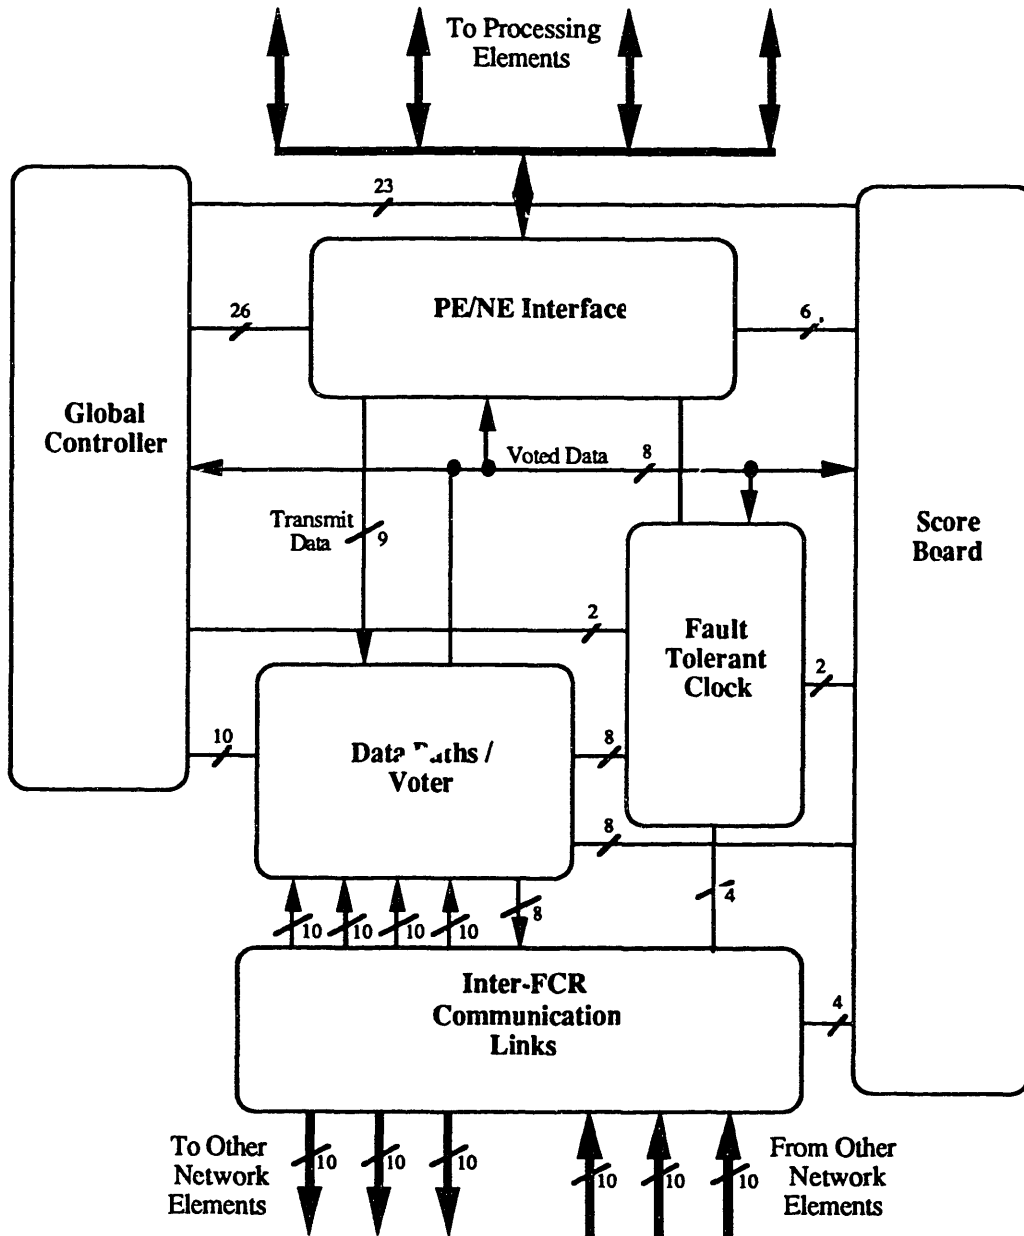 To Processing
Elements
23
PE/NE Interface
26
6
Global
Controller
Voted Data
8
Transmit
Data
9
Score
Board
2
Fault
Tolerant
Clock
2
10
Data Paths /
Voter
8
8
4
10
10
10
10
8
Inter-FCR
Communication
Links
4
To Other
Network
Elements
10
10
10
10
10
10
From Other
Network
Elements